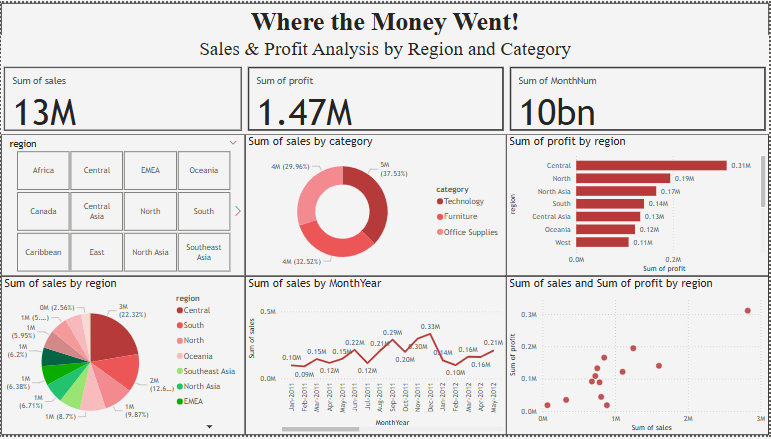 Where the Money Went!
Sales & Profit Analysis by Region and Category
Sum of sales
13M
Sum of profit
1.47M
Sum of MonthNum
10bn
region
Africa
Central
EMEA
Oceania
Canada
Central
Asia
North
South
Caribbean
East
North Asia
Southeast
Asia
Sum of sales by category
4M (29.96%)
5M
(37.53%)
4M (32.52%)
category
Technology
Furniture
Office Supplies
Sum of profit by region
region
Central
0.31M
North
0.19M
North Asia
0.17M
South
0.14M
Central Asia
0.13M
Oceania
0.12M
West
0.11M
0.0M
0.2M
Sum of profit
Sum of sales by region
0M (2.56%)
3M
(22.32%)
1M (5....)
1M
(5.95%)
1M
(6.2%)
1M
(6.38%)
1M
(6.71%)
1M (8.7%)
1M
(9.87%)
2M
(12.6...)
region
Central
South
North
Oceania
Southeast Asia
North Asia
EMEA
Sum of sales by MonthYear
Sum of sales
0.5M
0.0M
0.10M
0.09M
0.15M
0.12M
0.15M
0.22M
0.12M
0.21M
0.29M
0.20M
0.30M
0.33M
0.14M
0.10M
0.16M
0.16M
0.21M
Jan-2011
Feb-2011
Mar-2011
Apr-2011
May-2011
Jun-2011
Jul-2011
Aug-2011
Sep-2011
Oct-2011
Nov-2011
Dec-2011
Jan-2012
Feb-2012
Mar-2012
Apr-2012
May-2012
MonthYear
Sum of sales and Sum of profit by region
Sum of profit
0.3M
0.2M
0.1M
0.0M
0M
1M
2M
3M
Sum of sales